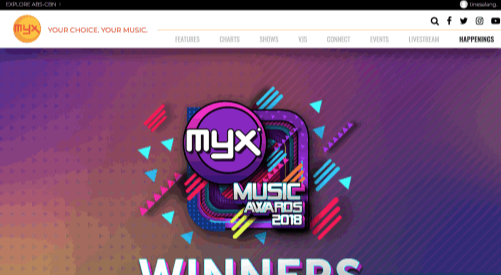 EXPLORE ABS-CBN
linesalang
myx
YOUR CHOICE. YOUR MUSIC.
FEATURES CHARTS SHOWS VJS CONNECT EVENTS LIVESTREAM HAPPENINGS
myx
MUSIC
AWARDS
2018
WINNERS